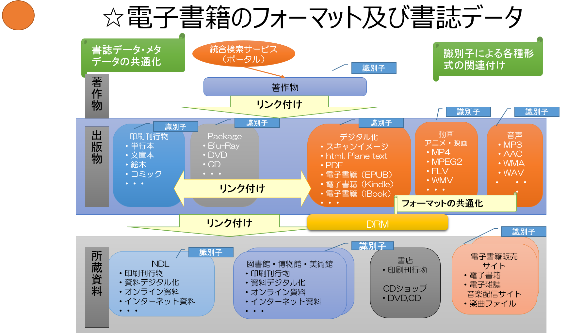 ☆電子書籍のフォーマット及び書誌データ
書誌データ・メタ
データの共通化
統合検索サービス
(ポータル)
識別子
識別子による各種形
式の関連付け
著作物
著作物
リンク付け
識別子
識別子
識別子
識別子
識別子
出版物
印刷刊行物
・単行本
・文庫本
・絵本
・コミック
・・・
Package
・Blu-Ray
・DVD
・CD
・・・
デジタル化
・スキャンイメージ
・html, Plane text
・PDF
・電子書籍（EPUB）
・電子書籍（Kindle）
・電子書籍（iBook）
・・・
アニメ・映画
・MP4
・MPEG2
・FLV
・WMV
・・・
音声
・MP3
・AAC
・WMA
・WAV
・・・
リンク付け
フォーマットの共通化
リンク付け
DRM
識別子
識別子
識別子
所蔵資料
NDL
・印刷刊行物
・資料デジタル化
・オンライン資料
・インターネット資料
・・・
図書館・博物館・美術館
・印刷刊行物
・資料デジタル化
・オンライン資料
・インターネット資料
・・・
書店
・印刷刊行物
CDショップ
・DVD,CD
電子書籍販売
サイト
・電子書籍
・電子雑誌
音楽配信サイト
・楽曲ファイル